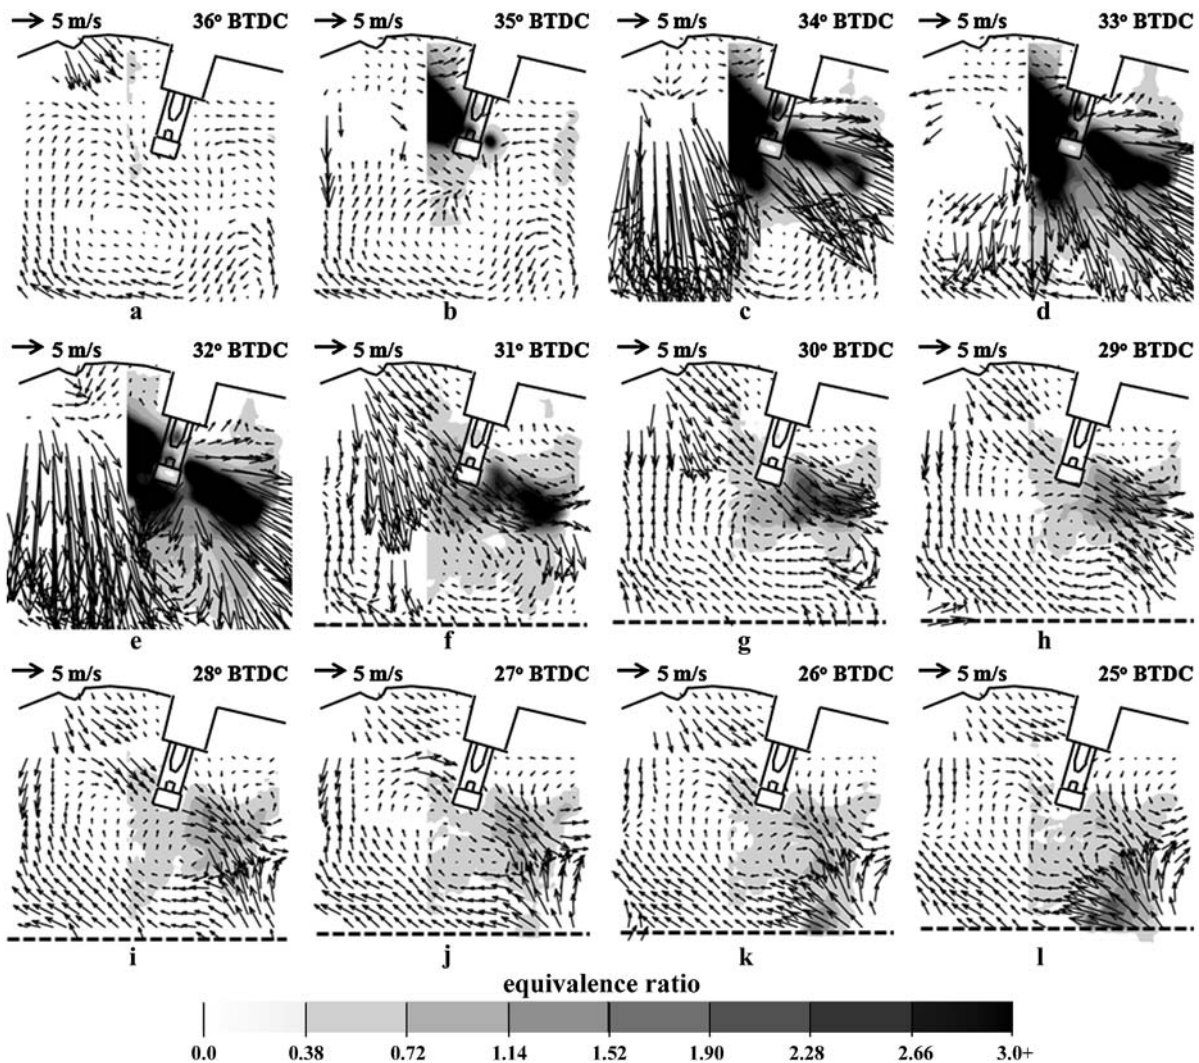 5 m/s 36° BTDC 5 m/s 35° BTDC 5 m/s 34° BTDC 5 m/s 33° BTDC
a b c d
5 m/s 32° BTDC 5 m/s 31° BTDC 5 m/s 30° BTDC 5 m/s 29° BTDC
e f g h
5 m/s 28° BTDC 5 m/s 27° BTDC 5 m/s 26° BTDC 5 m/s 25° BTDC
i j k l
equivalence ratio
0.0 0.38 0.72 1.14 1.52 1.90 2.28 2.66 3.0+